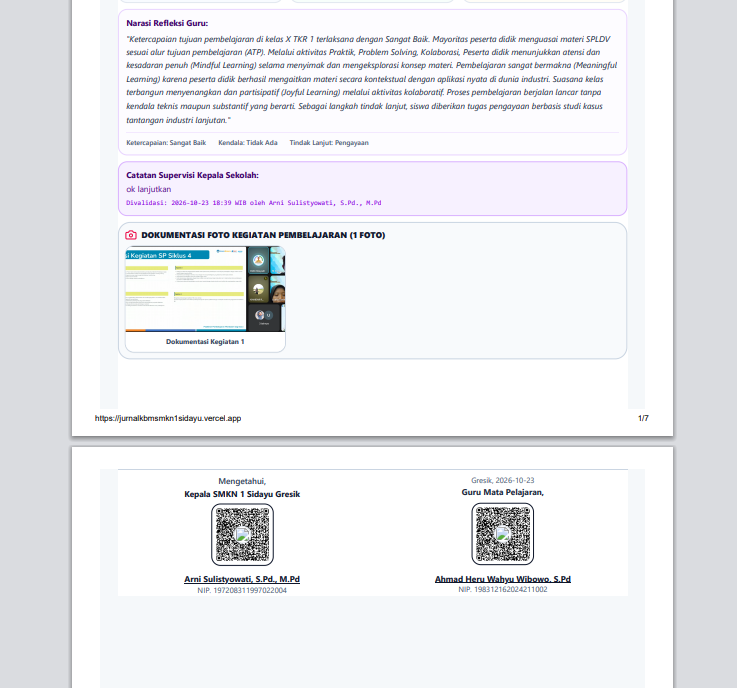 Narasi Refleksi Guru:
"Ketercapaian tujuan pembelajaran di kelas X TKR 1 terlaksana dengan Sangat Baik. Mayoritas peserta didik menguasai materi SPLDV
sesuai alur tujuan pembelajaran (ATP). Melalui aktivitas Praktik, Problem Solving, Kolaborasi, Peserta didik menunjukkan atensi dan
kesadaran penuh (Mindful Learning) selama menyimak dan mengeksplorasi konsep materi. Pembelajaran sangat bermakna (Meaningful
Learning) karena peserta didik berhasil mengaitkan materi secara kontekstual dengan aplikasi nyata di dunia industri. Suasana kelas
terbangun menyenangkan dan partisipatif (Joyful Learning) melalui aktivitas kolaboratif. Proses pembelajaran berjalan lancar tanpa
kendala teknis maupun substantif yang berarti. Sebagai langkah tindak lanjut, siswa diberikan tugas pengayaan berbasis studi kasus
tantangan industri lanjutan."
Ketercapaian: Sangat Baik Kendala: Tidak Ada Tindak Lanjut: Pengayaan
Catatan Supervisi Kepala Sekolah:
ok lanjutkan
Divalidasi: 2026-10-23 18:39 WIB oleh Arni Sulistyowati, S.Pd., M.Pd
DOKUMENTASI FOTO KEGIATAN PEMBELAJARAN (1 FOTO)
si Kegiatan SP Siklus 4
Dokumentasi Kegiatan 1
https://jurnalkbmsmkn1sidayu.vercel.app 1/7
Mengetahui,
Kepala SMKN 1 Sidayu Gresik
Arni Sulistyowati, S.Pd., M.Pd
NIP. 197208311997022004
Gresik, 2026-10-23
Guru Mata Pelajaran,
Ahmad Heru Wahyu Wibowo, S.Pd
NIP. 198312162024211002